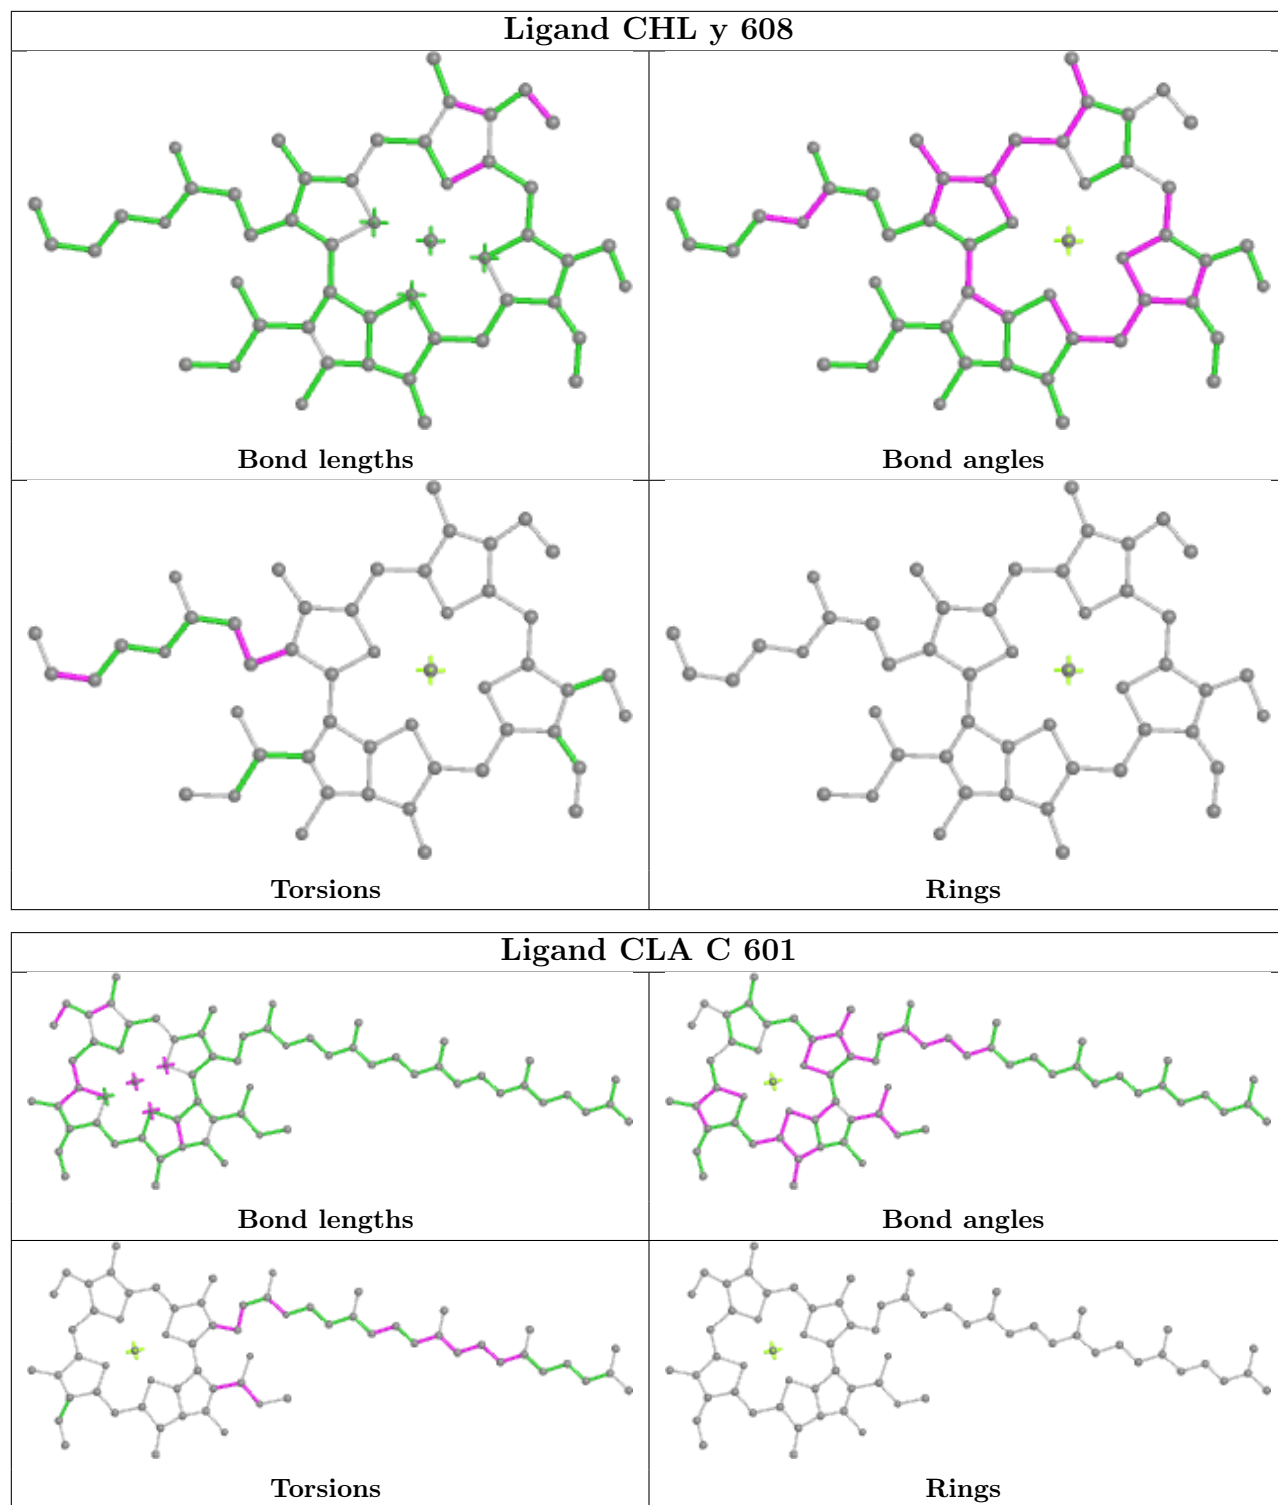 Ligand CHL y 608
Bond lengths
Bond angles
Torsions
Rings
Ligand CLA C 601
Bond lengths
Bond angles
Torsions
Rings